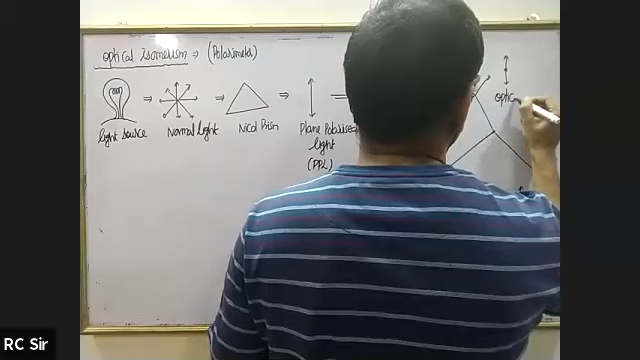 Optical Isomerism ⇒ (Polarimeter)
light source
Normal light
Nicol Prism
Plane Polarised
light
(PPL)
optic
RC Sir